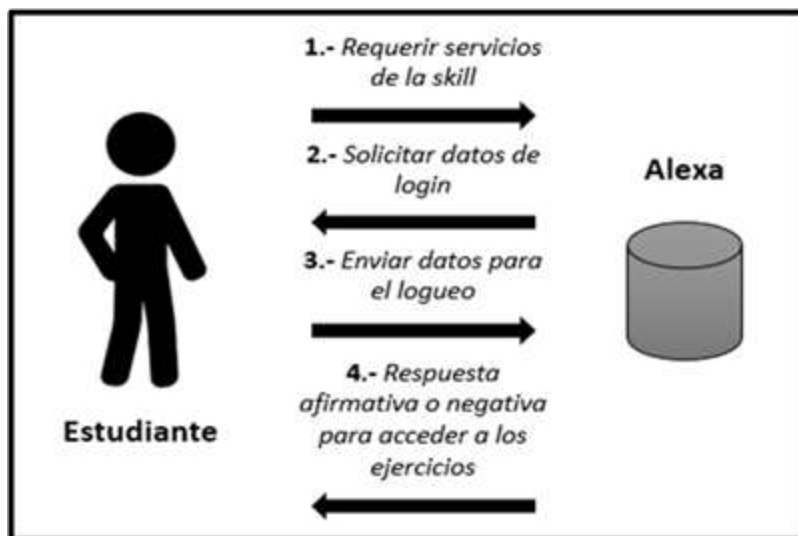 1.- Requerir servicios
de la skill
2.- Solicitar datos de
login
Alexa
3.- Enviar datos para
el logueo
4.- Respuesta
afirmativa o negativa
para acceder a los
ejercicios
Estudiante